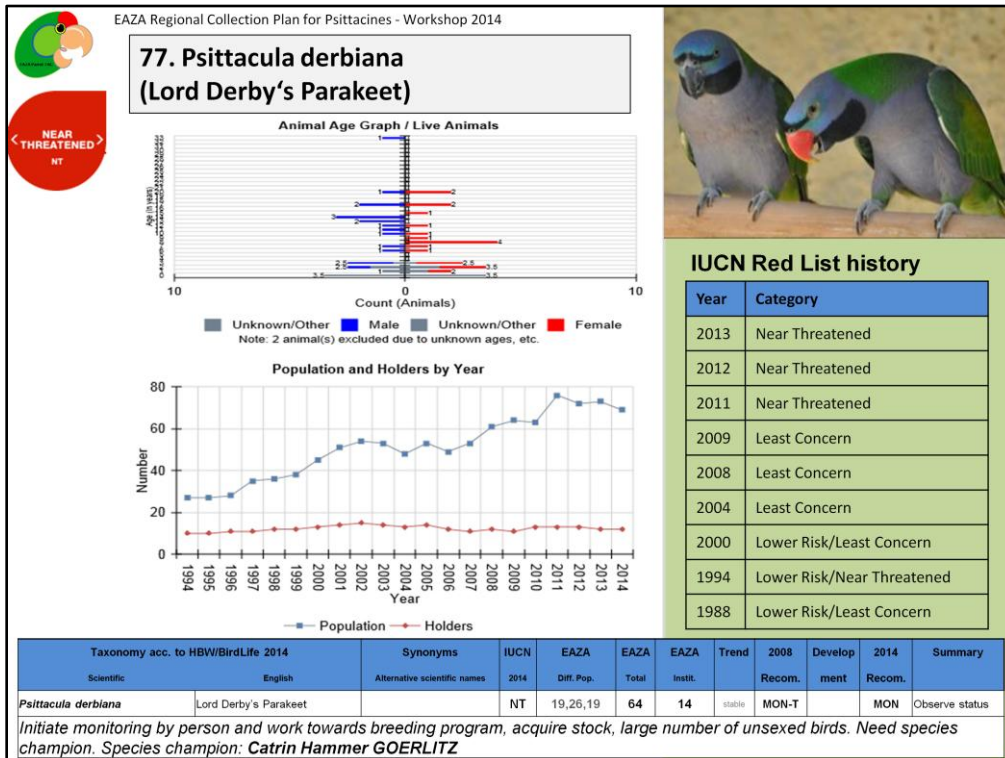 EAZA Regional Collection Plan for Psittacines - Workshop 2014
77. Psittacula derbiana
(Lord Derby‘s Parakeet)
NEAR
THREATENED
NT
Animal Age Graph / Live Animals
Age (in years)
10 0 10
Count (Animals)
Unknown/Other Male Unknown/Other Female
Note: 2 animal(s) excluded due to unknown ages, etc.
Population and Holders by Year
Number
80
60
40
20
0
1994 1995 1996 1997 1998 1999 2000 2001 2002 2003 2004 2005 2006 2007 2008 2009 2010 2011 2012 2013 2014
Year
Population Holders
IUCN Red List history
Year Category
2013 Near Threatened
2012 Near Threatened
2011 Near Threatened
2009 Least Concern
2008 Least Concern
2004 Least Concern
2000 Lower Risk/Least Concern
1994 Lower Risk/Near Threatened
1988 Lower Risk/Least Concern
Taxonomy acc. to HBW/BirdLife 2014 Synonyms IUCN EAZA EAZA EAZA Trend 2008 Develop 2014 Summary
Scientific English Alternative scientific names 2014 Diff. Pop. Total Instit. Recom. ment Recom.
Psittacula derbiana Lord Derby's Parakeet NT 19,26,19 64 14 stable MON-T MON Observe status
Initiate monitoring by person and work towards breeding program, acquire stock, large number of unsexed birds. Need species
champion. Species champion: Catrin Hammer GOERLITZ